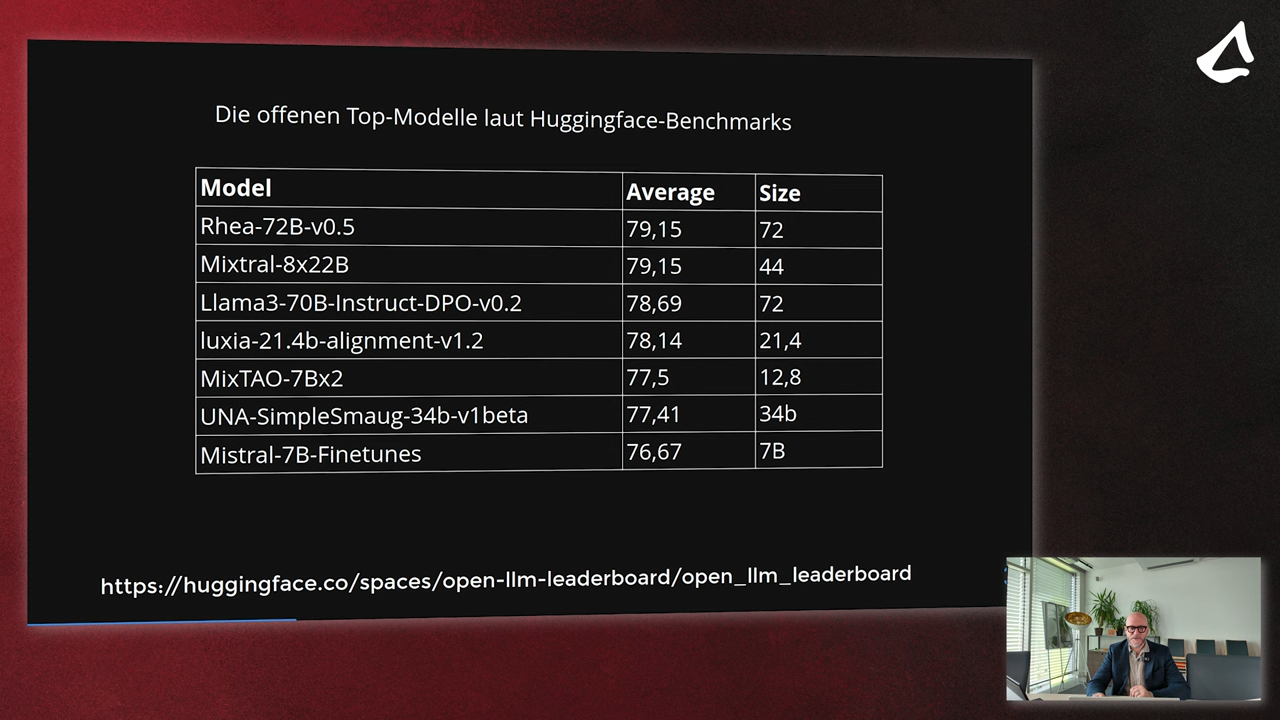 Die offenen Top-Modelle laut Huggingface-Benchmarks
Model Average Size
Rhea-72B-v0.5 79,15 72
Mixtral-8x22B 79,15 44
Llama3-70B-Instruct-DPO-v0.2 78,69 72
luxia-21.4b-alignment-v1.2 78,14 21,4
MixTAO-7Bx2 77,5 12,8
UNA-SimpleSmaug-34b-v1beta 77,41 34b
Mistral-7B-Finetunes 76,67 7B
https://huggingface.co/spaces/open-llm-leaderboard/open_llm_leaderboard